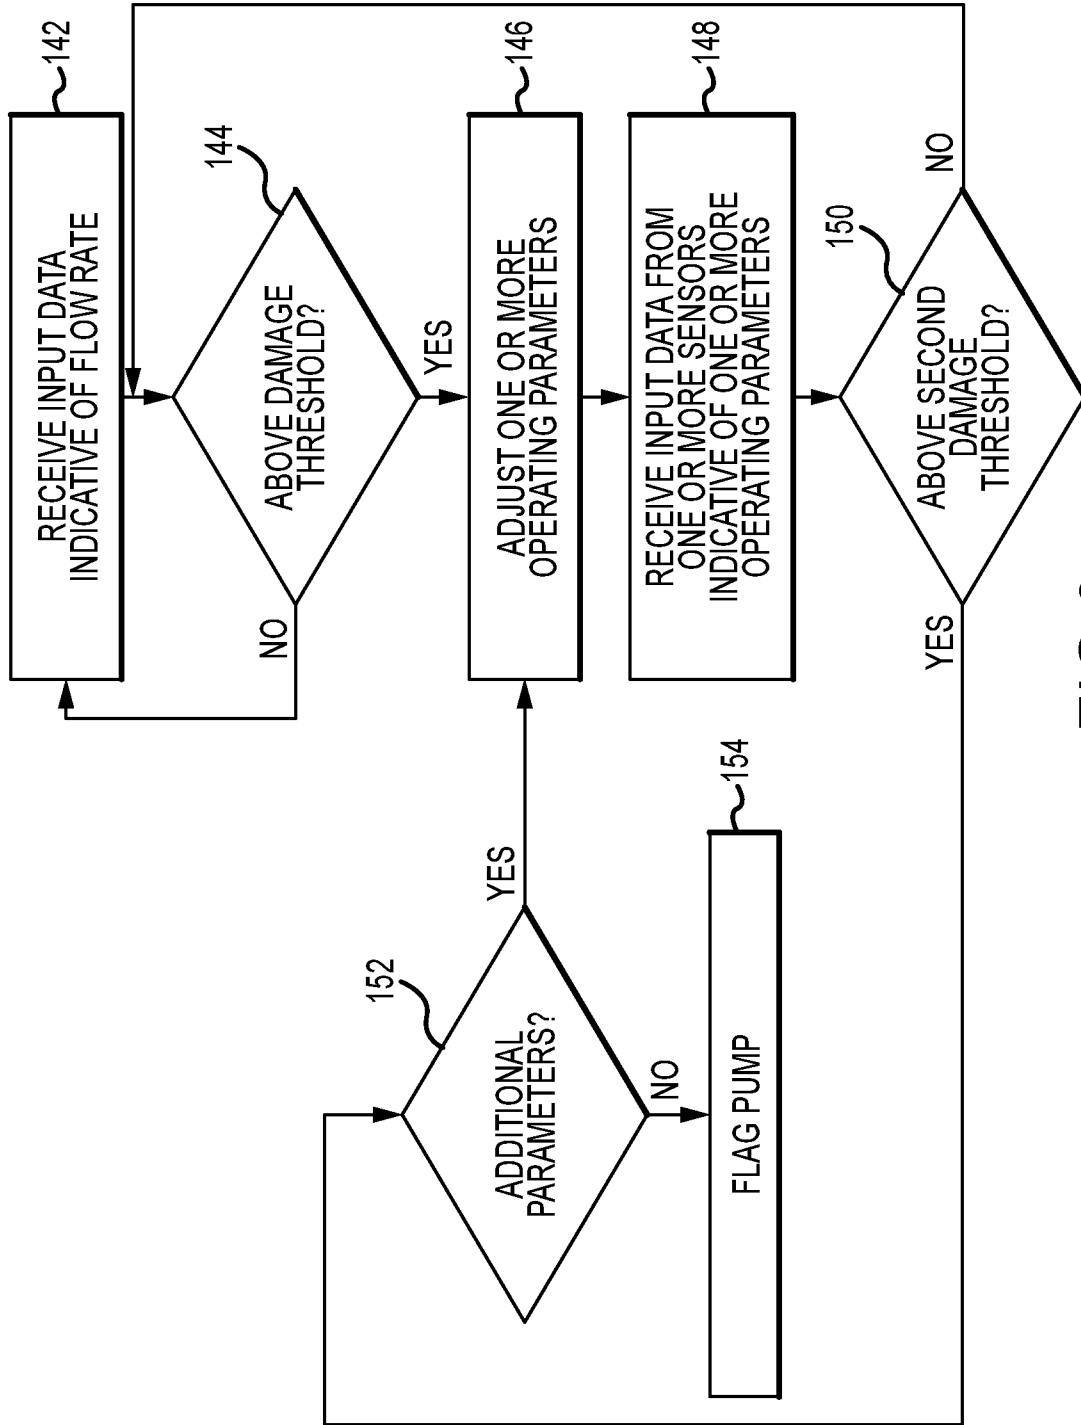 RECEIVE INPUT DATA
INDICATIVE OF FLOW RATE
142
144
ABOVE DAMAGE
THRESHOLD?
NO
YES
146
ADJUST ONE OR MORE
OPERATING PARAMETERS
148
RECEIVE INPUT DATA FROM
ONE OR MORE SENSORS
INDICATIVE OF ONE OR MORE
OPERATING PARAMETERS
150
ABOVE SECOND
DAMAGE
THRESHOLD?
NO
YES
152
ADDITIONAL
PARAMETERS?
YES
NO
154
FLAG PUMP